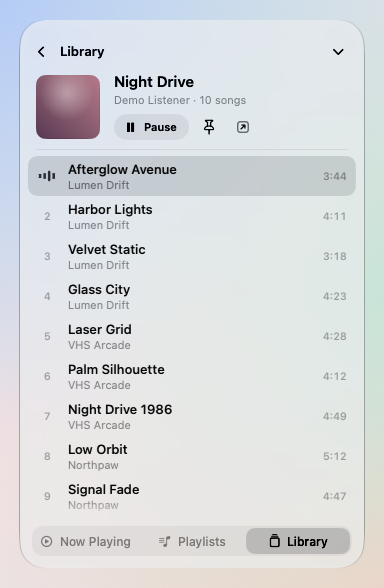 Library
Night Drive
Demo Listener · 10 songs
Pause
Afterglow Avenue
3:44
Lumen Drift
2
Harbor Lights
4:11
Lumen Drift
3
Velvet Static
3:18
Lumen Drift
4
Glass City
4:23
Lumen Drift
5
Laser Grid
4:28
VHS Arcade
6
Palm Silhouette
4:12
VHS Arcade
7
Night Drive 1986
4:49
VHS Arcade
8
Low Orbit
5:12
Northpaw
9
Signal Fade
4:47
Northpaw
Now Playing
Playlists
Library